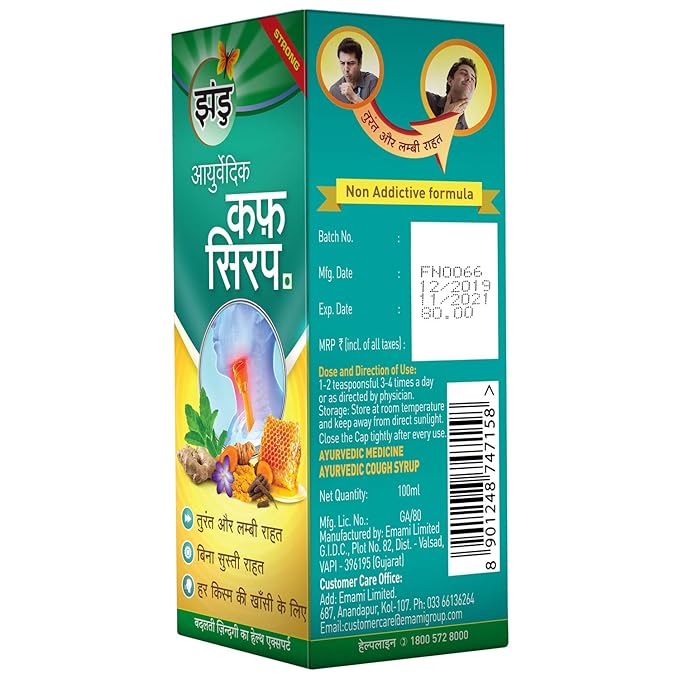 STRONG
झंडु
आयुर्वेदिक
कफ़
सिरप
तुरंत और लम्बी राहत
बिना सुस्ती राहत
हर किस्म की खाँसी के लिए
बदलती ज़िन्दगी का हेल्थ एक्सपर्ट
तुरंत और लम्बी राहत
Non Addictive formula
Batch No. : FN0066
Mfg. Date : 12/2019
Exp. Date : 11/2021
MRP ₹ (incl. of all taxes) : 80.00
Dose and Direction of Use:
1-2 teaspoonsful 3-4 times a day
or as directed by physician.
Storage: Store at room temperature
and keep away from direct sunlight.
Close the Cap tightly after every use.
AYURVEDIC MEDICINE
AYURVEDIC COUGH SYRUP
Net Quantity: 100ml
Mfg. Lic. No.: GA/80
Manufactured by: Emami Limited
G.I.D.C., Plot No. 82, Dist. - Valsad,
VAPI - 396195 (Gujarat)
Customer Care Office:
Add: Emami Limited.
687, Anandapur, Kol-107. Ph: 033 66136264
Email:customercare@emamigroup.com
हेल्पलाइन 1800 572 8000
8 901248 747158 >